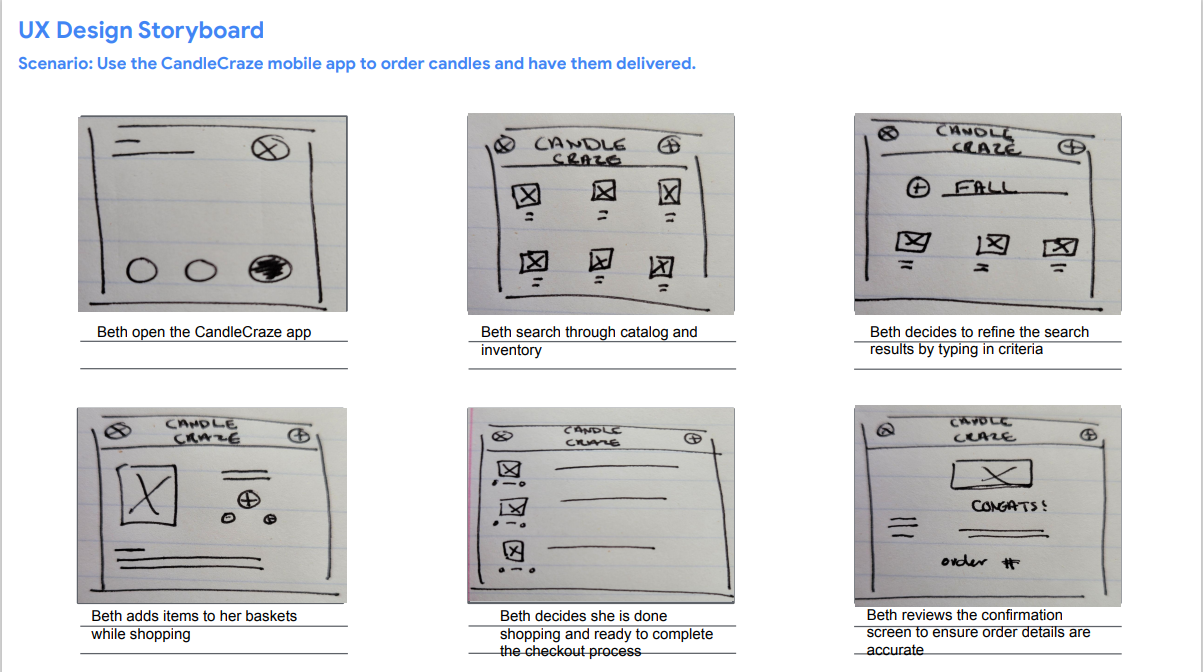 UX Design Storyboard
Scenario: Use the CandleCraze mobile app to order candles and have them delivered.
CANDLE
CRAZE
CANDLE
CRAZE
FALL
Beth open the CandleCraze app
Beth search through catalog and
inventory
Beth decides to refine the search
results by typing in criteria
CANDLE
CRAZE
CANDLE
CRAZE
CANDLE
CRAZE
CONGATS!
order #
Beth adds items to her baskets
while shopping
Beth decides she is done
shopping and ready to complete
the checkout process
Beth reviews the confirmation
screen to ensure order details are
accurate